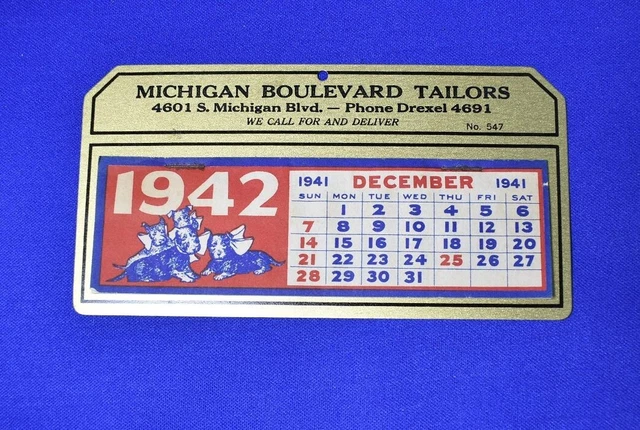 MICHIGAN BOULEVARD TAILORS
4601 S. Michigan Blvd. — Phone Drexel 4691
WE CALL FOR AND DELIVER
No. 547
1942
1941 DECEMBER 1941
SUN MON TUE WED THU FRI SAT
1 2 3 4 5 6
7 8 9 10 11 12 13
14 15 16 17 18 19 20
21 22 23 24 25 26 27
28 29 30 31